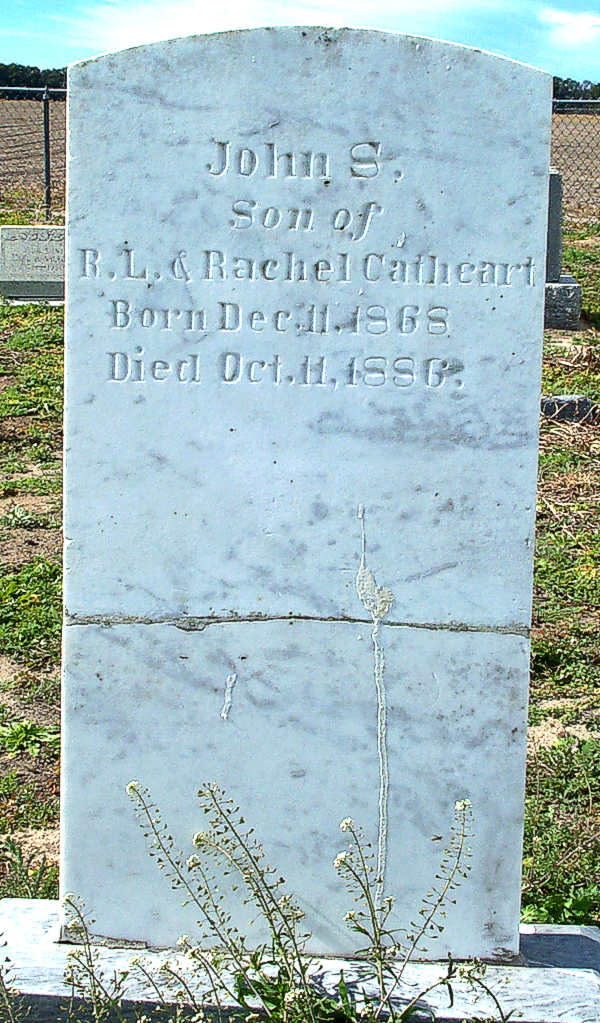 John S.
Son of
R. L. & Rachel Cathcart
Born Dec. 11, 1868
Died Oct. 11, 1886.